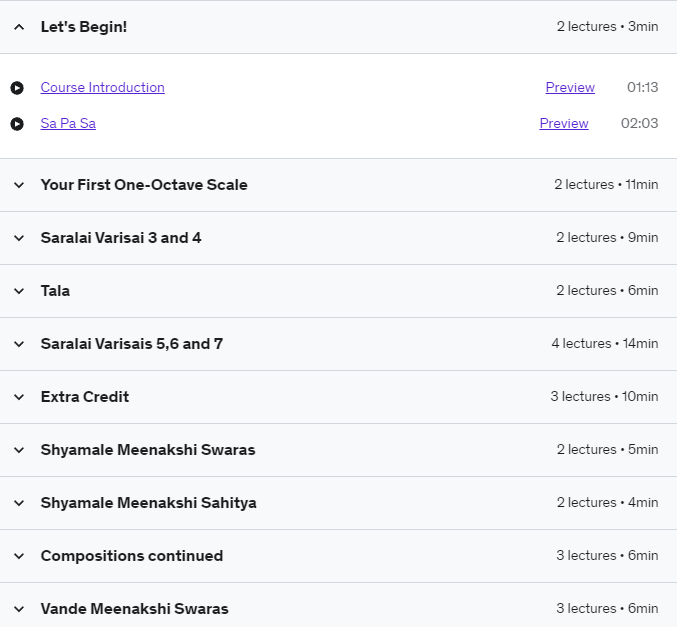 Let's Begin! 2 lectures • 3min
Course Introduction Preview 01:13
Sa Pa Sa Preview 02:03
Your First One-Octave Scale 2 lectures • 11min
Saralai Varisai 3 and 4 2 lectures • 9min
Tala 2 lectures • 6min
Saralai Varisais 5,6 and 7 4 lectures • 14min
Extra Credit 3 lectures • 10min
Shyamale Meenakshi Swaras 2 lectures • 5min
Shyamale Meenakshi Sahitya 2 lectures • 4min
Compositions continued 3 lectures • 6min
Vande Meenakshi Swaras 3 lectures • 6min